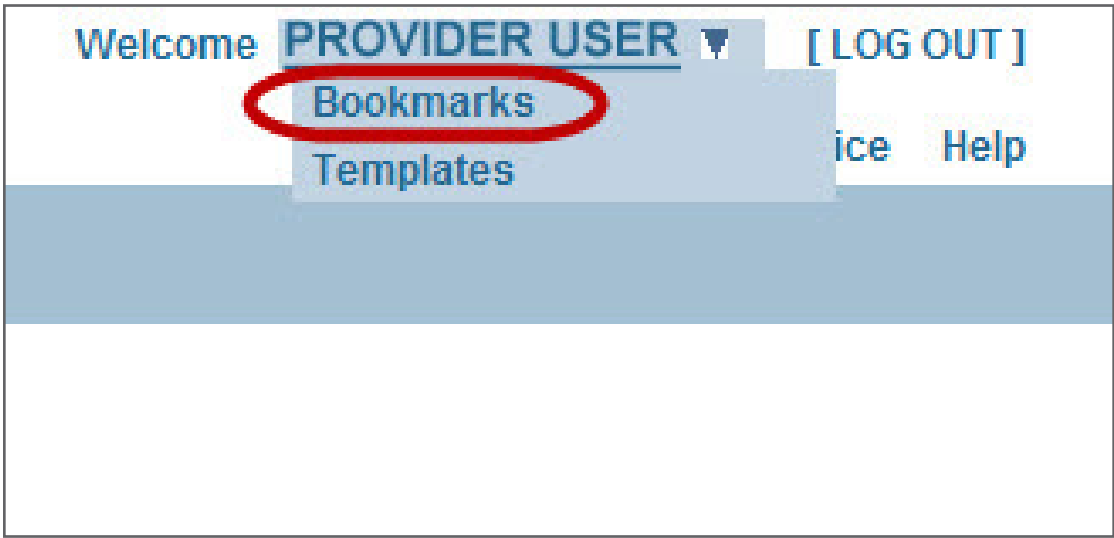 Welcome PROVIDER USER ▼ [ LOG OUT ]
Bookmarks
ice Help
Templates